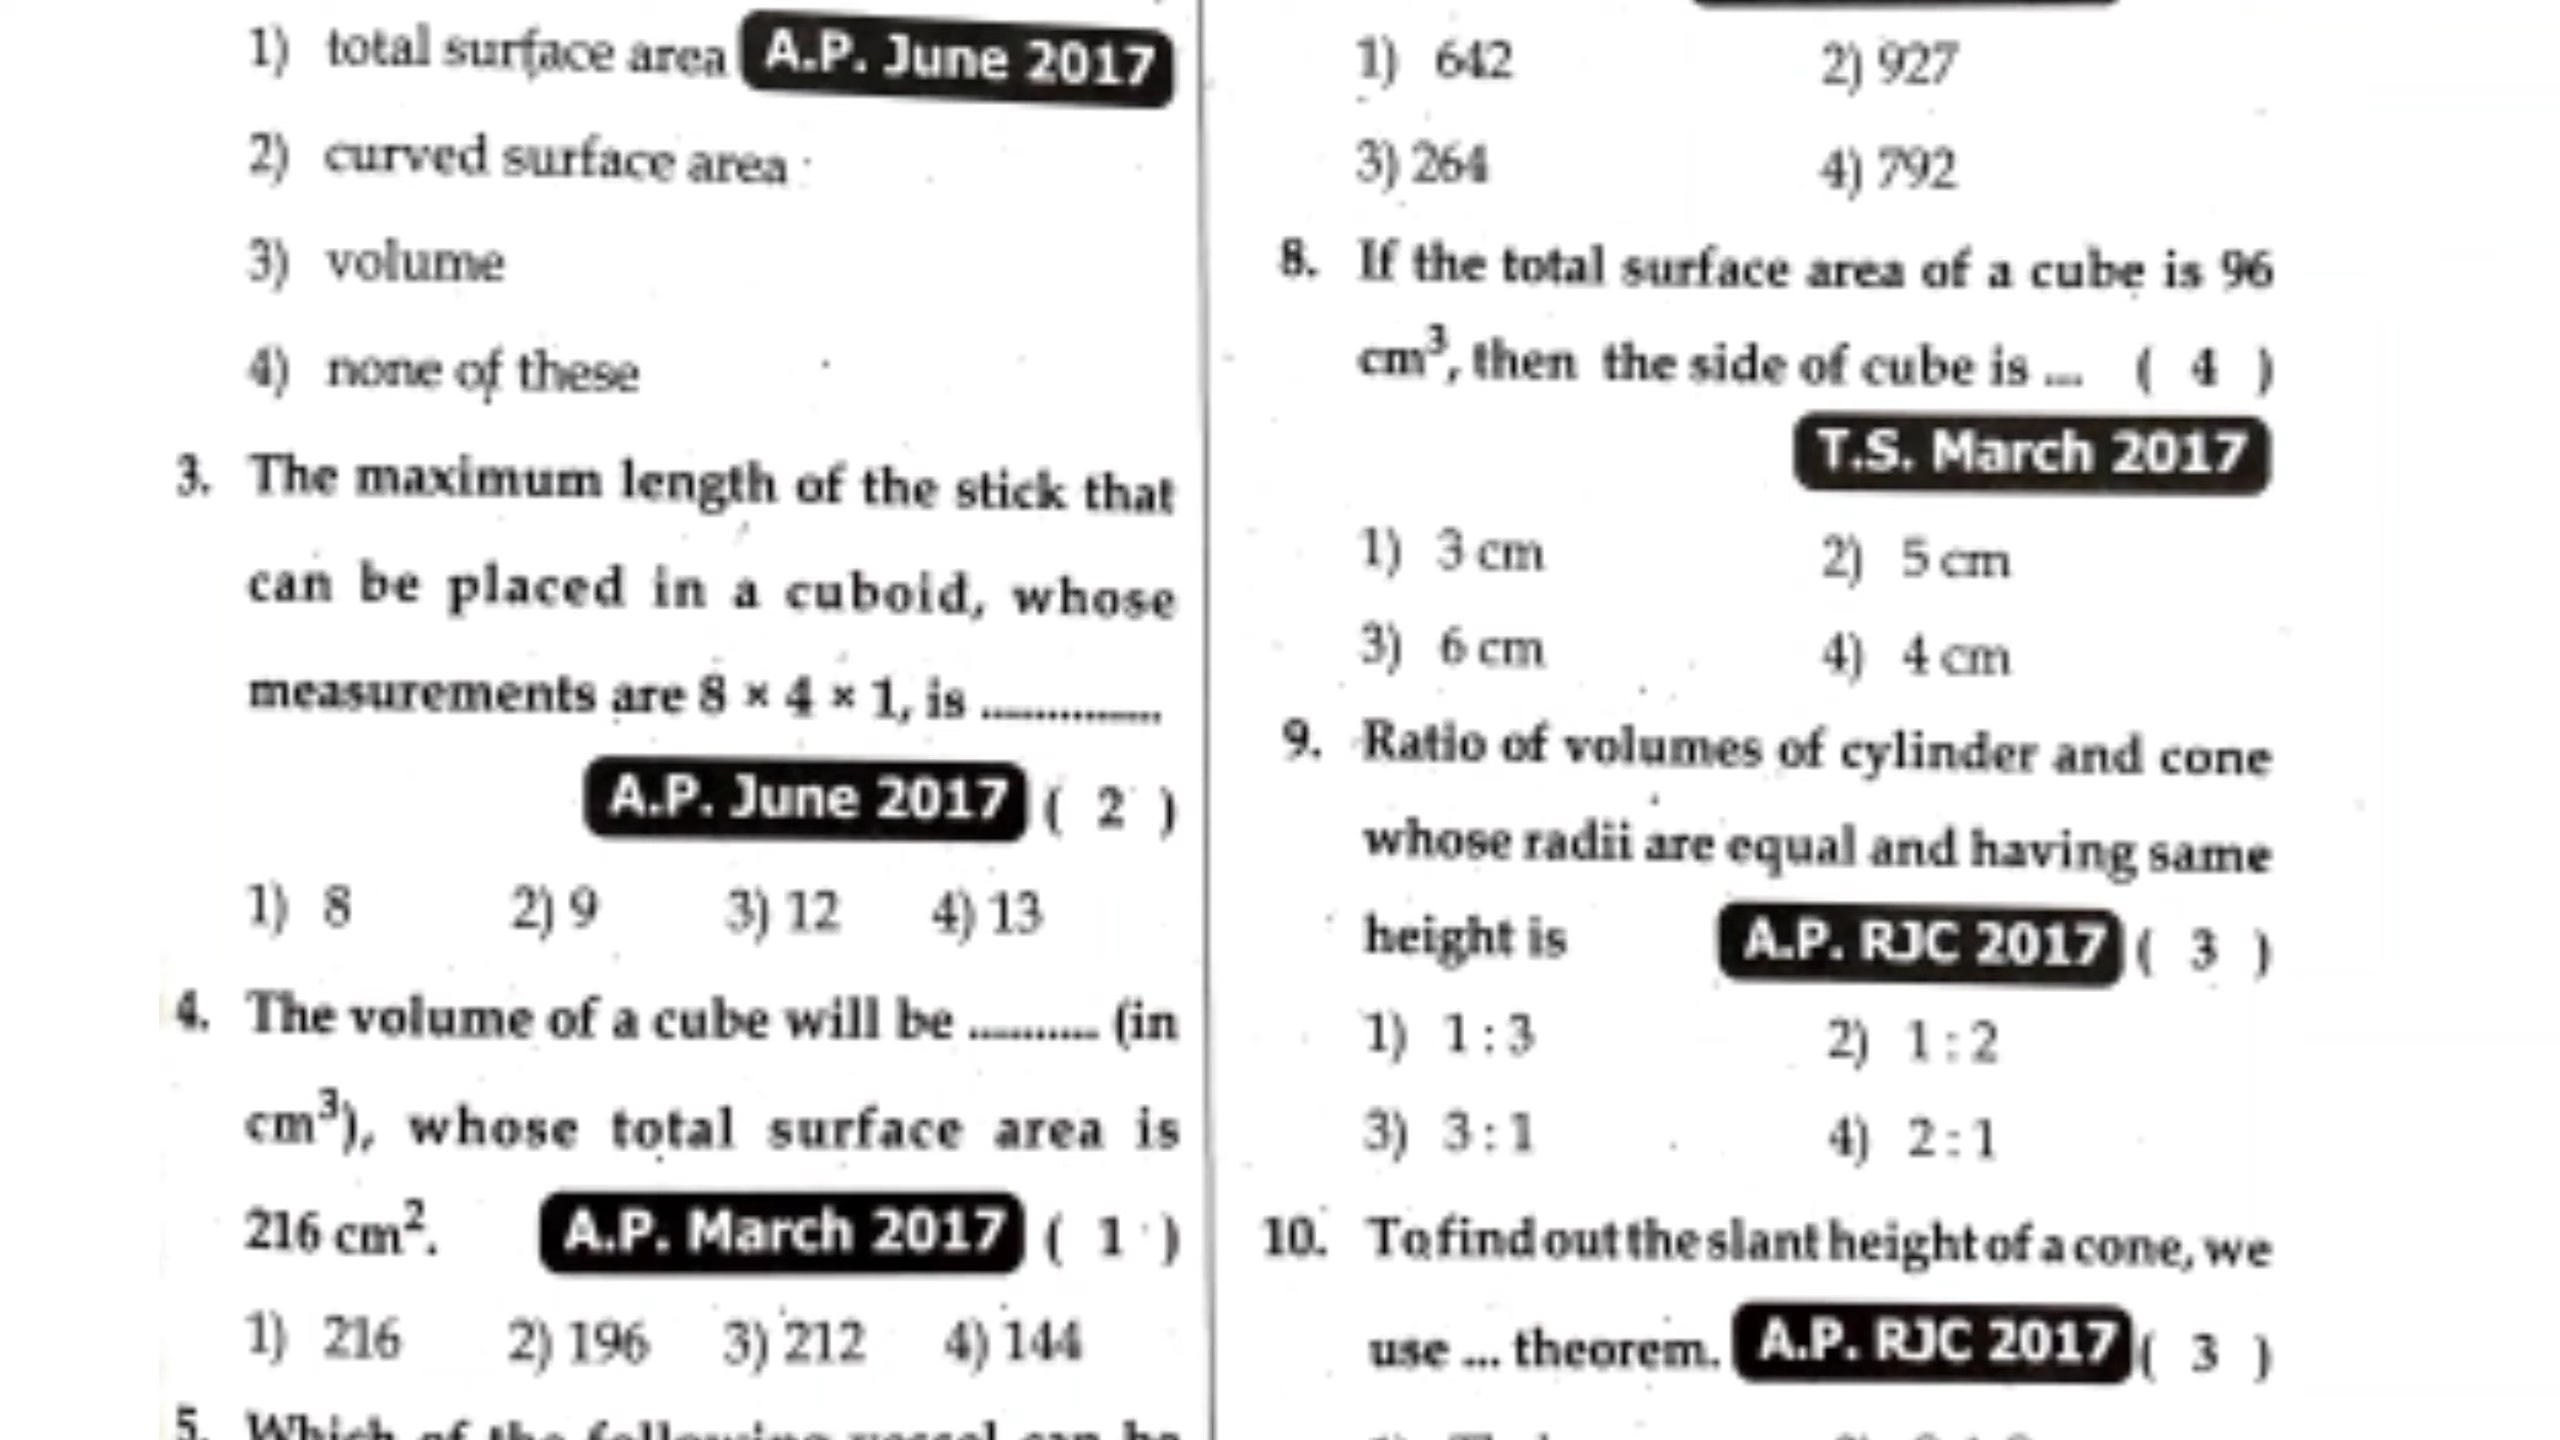 1) total surface area A.P. June 2017
2) curved surface area
3) volume
4) none of these
3. The maximum length of the stick that
can be placed in a cuboid, whose
measurements are 8 × 4 × 1, is ...............
A.P. June 2017 ( 2 )
1) 8 2) 9 3) 12 4) 13
4. The volume of a cube will be ........... (in
cm³), whose total surface area is
216 cm². A.P. March 2017 ( 1 )
1) 216 2) 196 3) 212 4) 144
5. Which of the following vessel can be
1) 642 2) 927
3) 264 4) 792
8. If the total surface area of a cube is 96
cm³, then the side of cube is ... ( 4 )
T.S. March 2017
1) 3 cm 2) 5 cm
3) 6 cm 4) 4 cm
9. Ratio of volumes of cylinder and cone
whose radii are equal and having same
height is A.P. RJC 2017 ( 3 )
1) 1 : 3 2) 1 : 2
3) 3 : 1 4) 2 : 1
10. To find out the slant height of a cone, we
use ... theorem. A.P. RJC 2017 ( 3 )